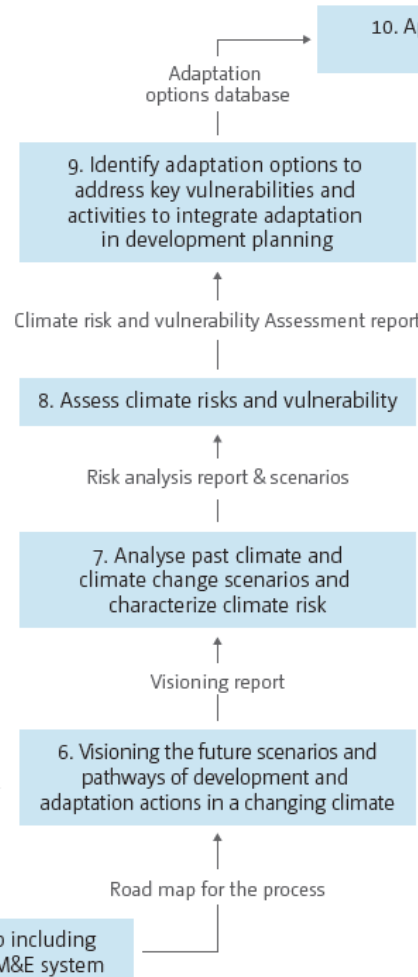 10. A
Adaptation
options database
9. Identify adaptation options to
address key vulnerabilities and
activities to integrate adaptation
in development planning
Climate risk and vulnerability Assessment report
8. Assess climate risks and vulnerability
Risk analysis report & scenarios
7. Analyse past climate and
climate change scenarios and
characterize climate risk
Visioning report
6. Visioning the future scenarios and
pathways of development and
adaptation actions in a changing climate
Road map for the process
including
M&E system